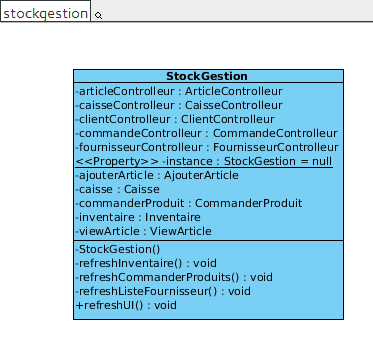 stockgestion
StockGestion
-articleControlleur : ArticleControlleur
-caisseControlleur : CaisseControlleur
-clientControlleur : ClientControlleur
-commandeControlleur : CommandeControlleur
-fournisseurControlleur : FournisseurControlleur
<<Property>> -instance : StockGestion = null
-ajouterArticle : AjouterArticle
-caisse : Caisse
-commanderProduit : CommanderProduit
-inventaire : Inventaire
-viewArticle : ViewArticle
-StockGestion()
-refreshInventaire() : void
-refreshCommanderProduits() : void
-refreshListeFournisseur() : void
+refreshUI() : void